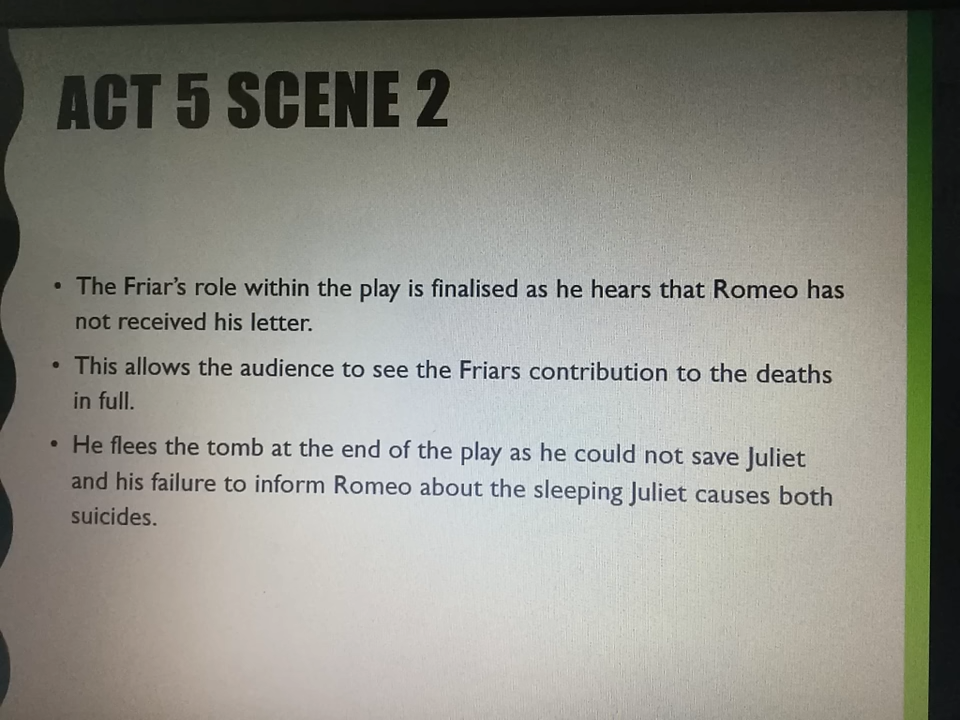 ACT 5 SCENE 2
• The Friar's role within the play is finalised as he hears that Romeo has
not received his letter.
• This allows the audience to see the Friars contribution to the deaths
in full.
• He flees the tomb at the end of the play as he could not save Juliet
and his failure to inform Romeo about the sleeping Juliet causes both
suicides.